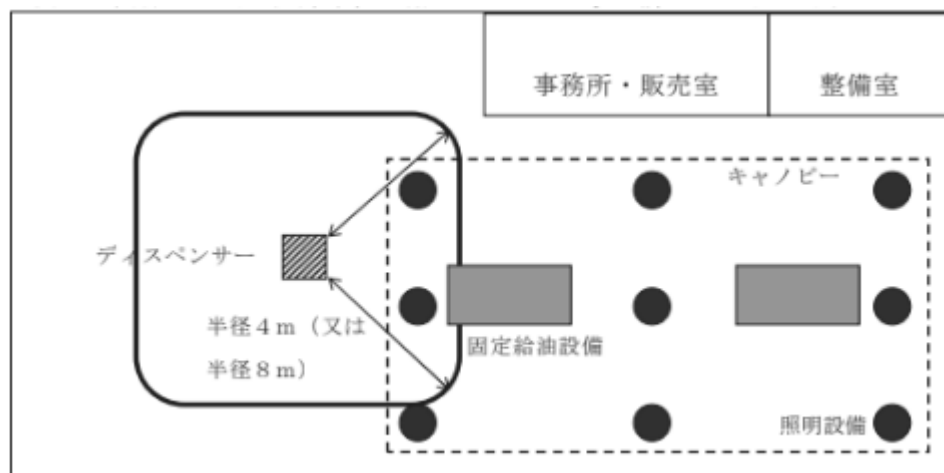 事務所・販売室
整備室
キャノピー
ディスペンサー
半径４ｍ（又は
半径８ｍ）
固定給油設備
照明設備